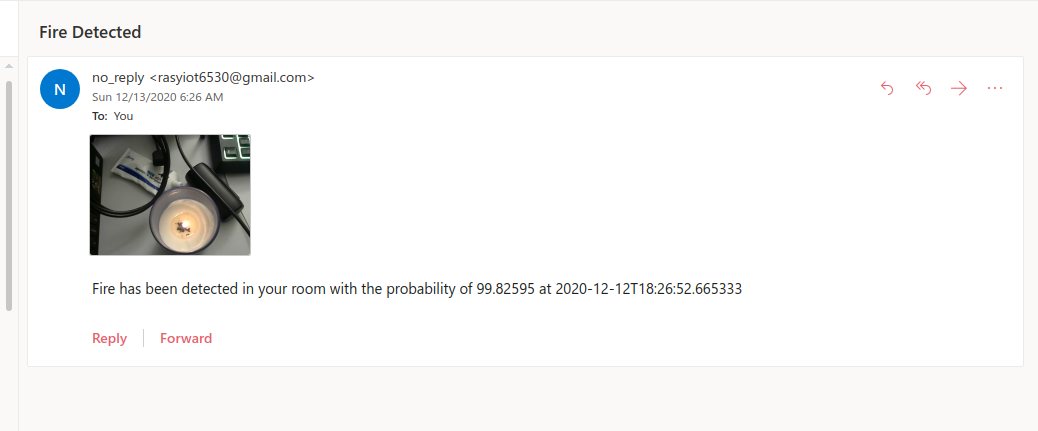 Fire Detected
N
no_reply <rasyiot6530@gmail.com>
Sun 12/13/2020 6:26 AM
To: You
Fire has been detected in your room with the probability of 99.82595 at 2020-12-12T18:26:52.665333
Reply
Forward